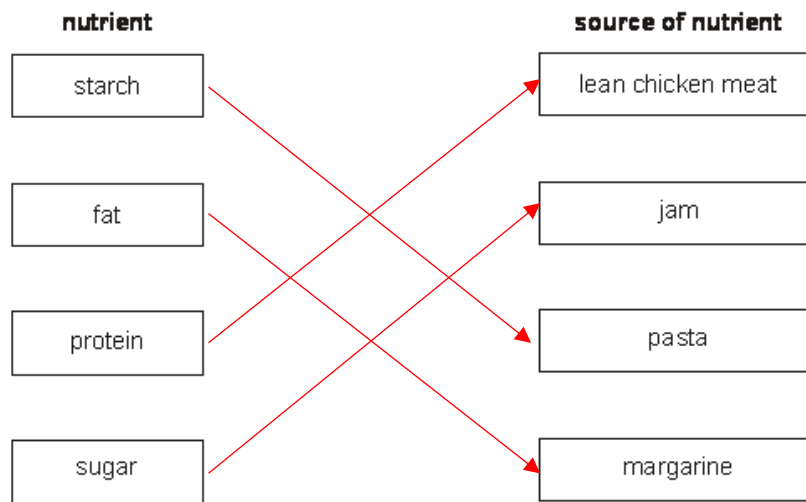 nutrient
source of nutrient
starch
lean chicken meat
fat
jam
protein
pasta
sugar
margarine